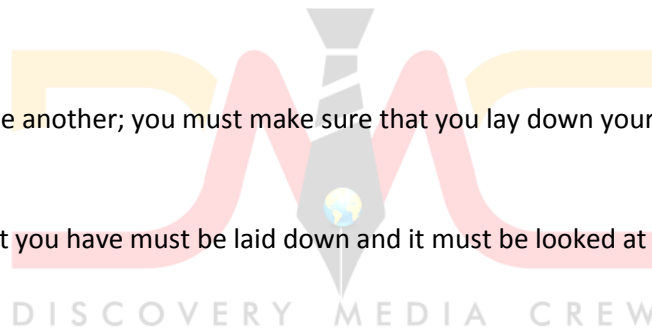 e another; you must make sure that you lay down your
t you have must be laid down and it must be looked at
DISCOVERY MEDIA CREW